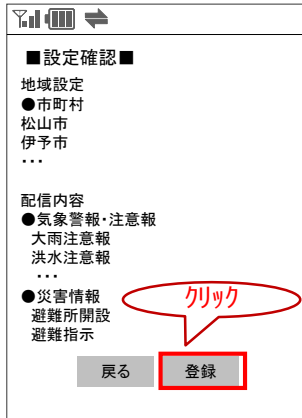 ■設定確認■
地域設定
●市町村
松山市
伊予市
･･･
配信内容
●気象警報･注意報
大雨注意報
洪水注意報
･･･
●災害情報
避難所開設
避難指示
クリック
戻る
登録